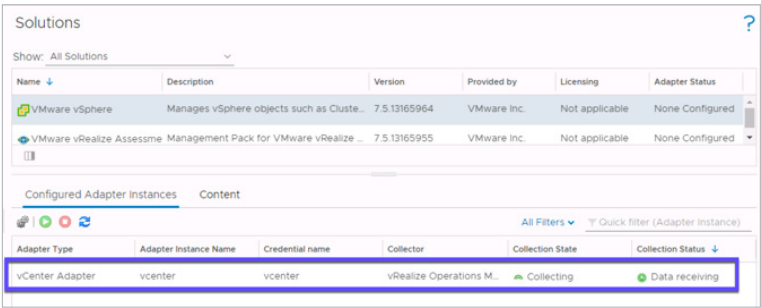 Solutions
?
Show: All Solutions
Name Description Version Provided by Licensing Adapter Status
VMware vSphere Manages vSphere objects such as Cluste... 7.5.13165964 VMware Inc. Not applicable None Configured
VMware vRealize Assessme Management Pack for VMware vRealize ... 7.5.13165955 VMware Inc. Not applicable None Configured
Configured Adapter Instances Content
All Filters Quick filter (Adapter Instance)
Adapter Type Adapter Instance Name Credential name Collector Collection State Collection Status
vCenter Adapter vcenter vcenter vRealize Operations M... Collecting Data receiving